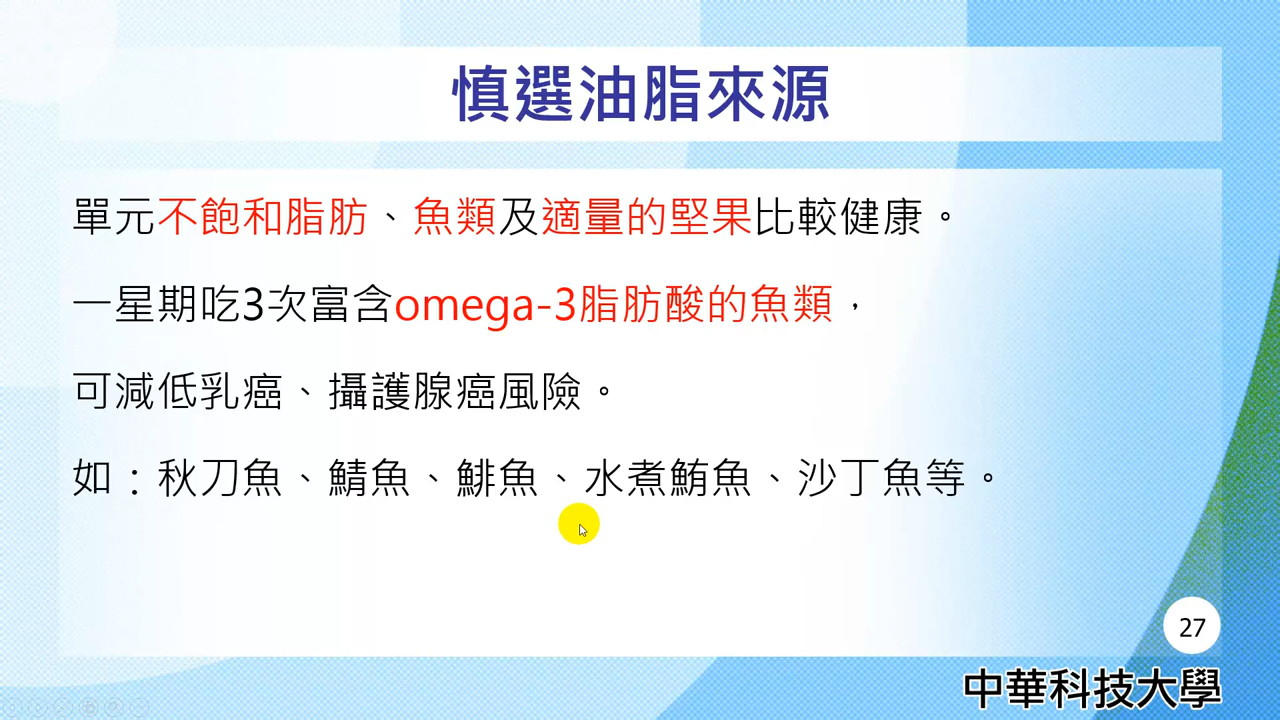 慎選油脂來源
單元不飽和脂肪、魚類及適量的堅果比較健康。
一星期吃3次富含omega-3脂肪酸的魚類，
可減低乳癌、攝護腺癌風險。
如：秋刀魚、鯖魚、鯡魚、水煮鮪魚、沙丁魚等。
27
中華科技大學